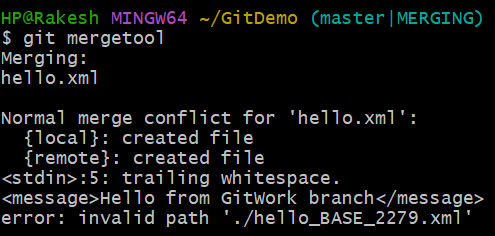 HP@Rakesh MINGW64 ~/GitDemo (master|MERGING)
$ git mergetool
Merging:
hello.xml

Normal merge conflict for 'hello.xml':
  {local}: created file
  {remote}: created file
<stdin>:5: trailing whitespace.
<message>Hello from GitWork branch</message>
error: invalid path './hello_BASE_2279.xml'